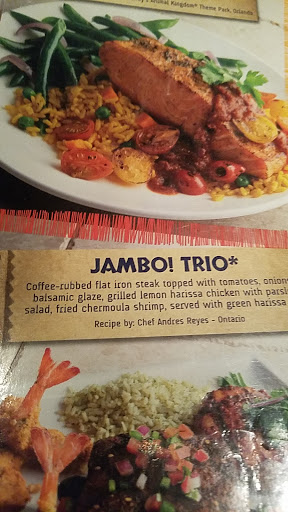 Animal Kingdom® Theme Park, Orlando
JAMBO! TRIO*
Coffee-rubbed flat iron steak topped with tomatoes, onions
balsamic glaze, grilled lemon harissa chicken with parsl
salad, fried chermoula shrimp, served with green harissa
Recipe by: Chef Andres Reyes - Ontario